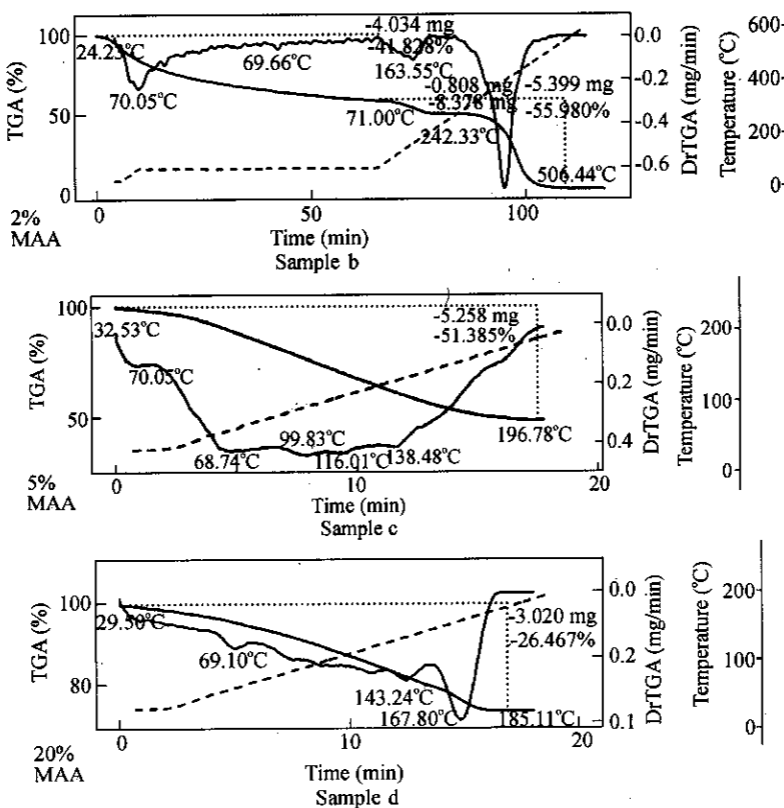 100
24.23°C
70.05°C
69.66°C
-4.034 mg
-41.828%
163.55°C
-0.808 mg
-8.378 mg
71.00°C
242.33°C
-5.399 mg
-55.980%
506.44°C
TGA (%)
50
0
0.0
-0.2
-0.4
-0.6
DrTGA (mg/min)
600
400
200
0
Temperature (°C)
0
50
100
2%
MAA
Time (min)
Sample b
100
32.53°C
70.05°C
68.74°C
99.83°C
116.01°C
138.48°C
-5.258 mg
-51.385%
196.78°C
TGA (%)
50
0.0
0.2
0.4
DrTGA (mg/min)
200
100
0
Temperature (°C)
0
10
20
5%
MAA
Time (min)
Sample c
100
29.50°C
69.10°C
143.24°C
167.80°C
-3.020 mg
-26.467%
185.11°C
TGA (%)
80
0.0
0.2
0.1
DrTGA (mg/min)
200
100
0
Temperature (°C)
0
10
20
20%
MAA
Time (min)
Sample d